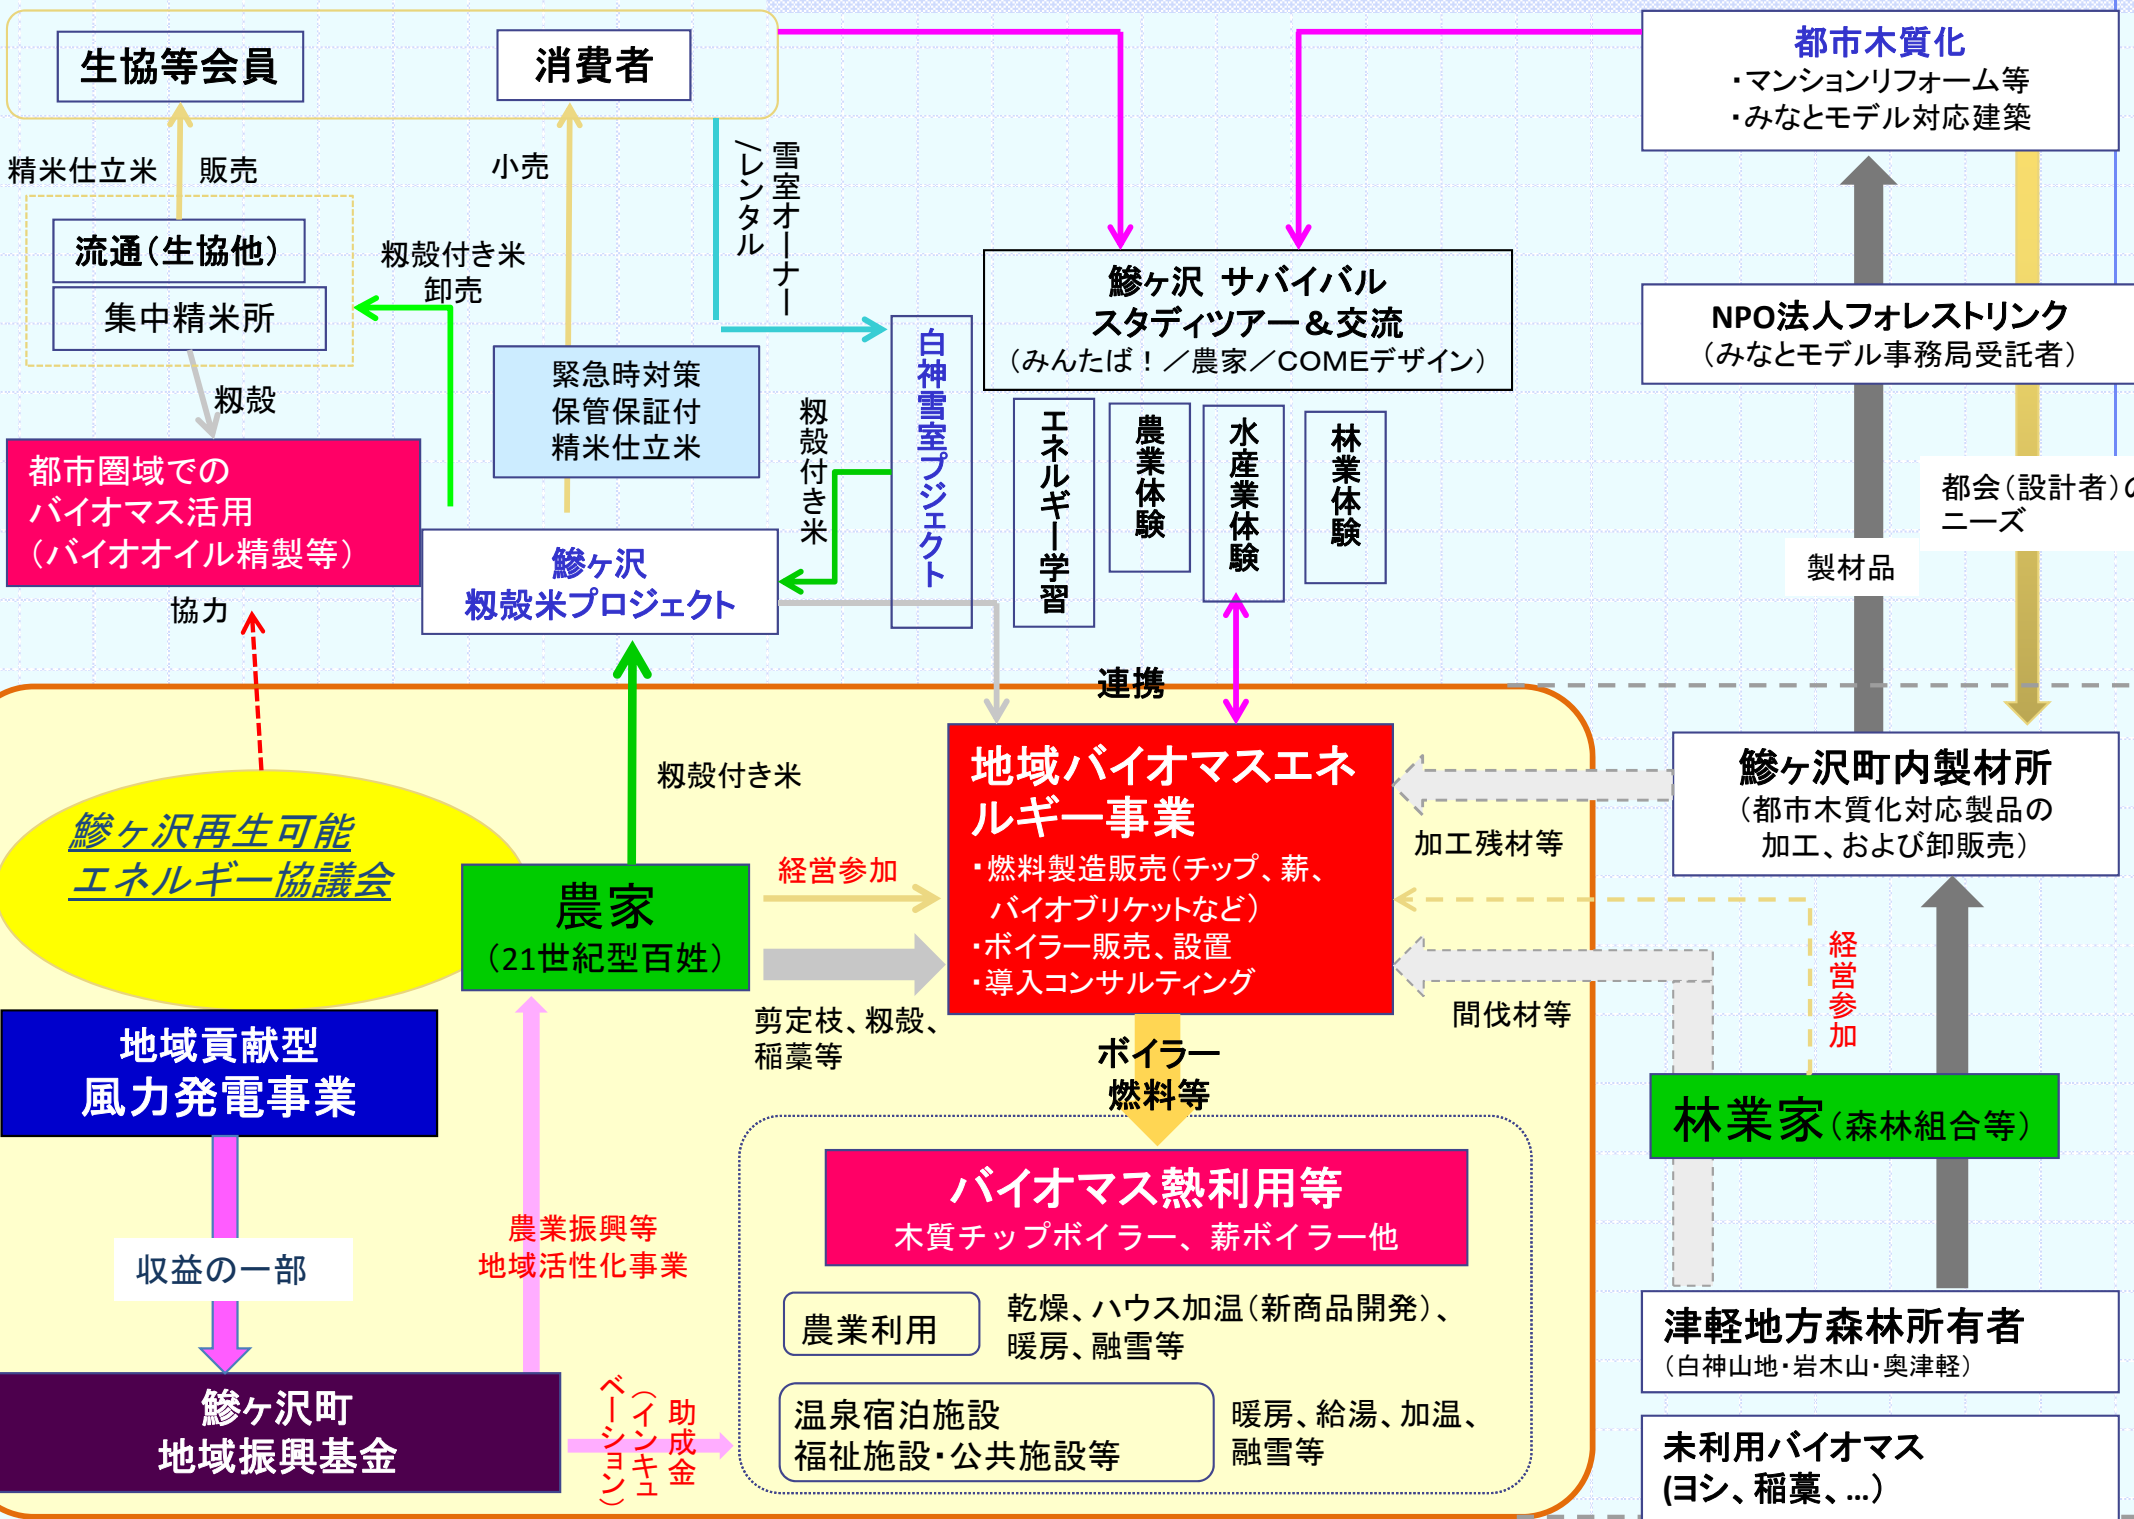 生協等会員
消費者
都市木質化
・マンションリフォーム等
・みなとモデル対応建築
精米仕立米
販売
小売
雪室オーナー
/レンタル
流通(生協他)
集中精米所
籾殻付き米
卸売
籾殻
緊急時対策
保管保証付
精米仕立米
籾殻付き米
白神雪室プジェクト
鰺ヶ沢 サバイバル
スタディツアー&交流
(みんたば!/農家/COMEデザイン)
エネルギー学習
農業体験
水産業体験
林業体験
NPO法人フォレストリンク
(みなとモデル事務局受託者)
都会(設計者)の
ニーズ
製材品
都市圏域での
バイオマス活用
(バイオオイル精製等)
協力
鰺ヶ沢
籾殻米プロジェクト
連携
籾殻付き米
地域バイオマスエネ
ルギー事業
・燃料製造販売(チップ、薪、
バイオブリケットなど)
・ボイラー販売、設置
・導入コンサルティング
鰺ヶ沢町内製材所
(都市木質化対応製品の
加工、および卸販売)
加工残材等
鰺ヶ沢再生可能
エネルギー協議会
農家
(21世紀型百姓)
経営参加
剪定枝、籾殻、
稲藁等
間伐材等
経営参加
地域貢献型
風力発電事業
ボイラー
燃料等
林業家(森林組合等)
バイオマス熱利用等
木質チップボイラー、薪ボイラー他
農業振興等
地域活性化事業
収益の一部
農業利用
乾燥、ハウス加温(新商品開発)、
暖房、融雪等
津軽地方森林所有者
(白神山地・岩木山・奥津軽)
鰺ヶ沢町
地域振興基金
助成金
(インキュ
ベーション)
温泉宿泊施設
福祉施設・公共施設等
暖房、給湯、加温、
融雪等
未利用バイオマス
(ヨシ、稲藁、...)